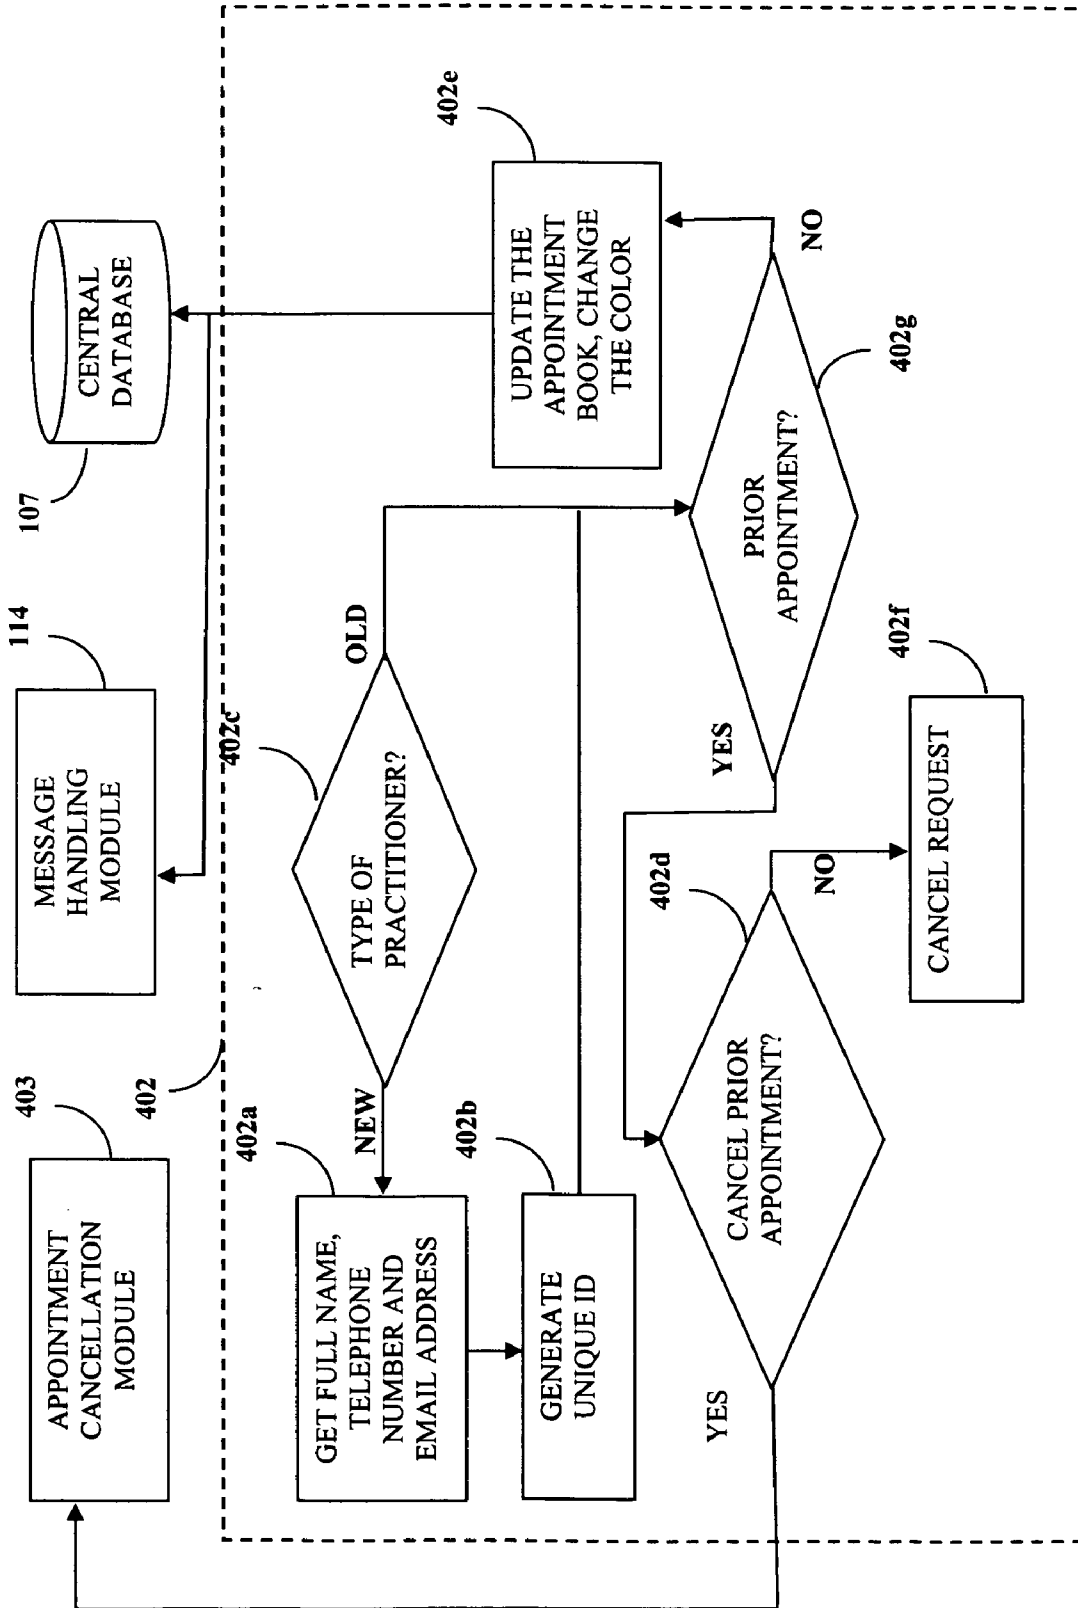 403
APPOINTMENT
CANCELLATION
MODULE
114
MESSAGE
HANDLING
MODULE
107
CENTRAL
DATABASE
402
402a
GET FULL NAME,
TELEPHONE
NUMBER AND
EMAIL ADDRESS
NEW
402c
TYPE OF
PRACTITIONER?
OLD
402e
UPDATE THE
APPOINTMENT
BOOK, CHANGE
THE COLOR
402b
GENERATE
UNIQUE ID
402d
CANCEL PRIOR
APPOINTMENT?
YES
NO
YES
PRIOR
APPOINTMENT?
NO
402g
402f
CANCEL REQUEST